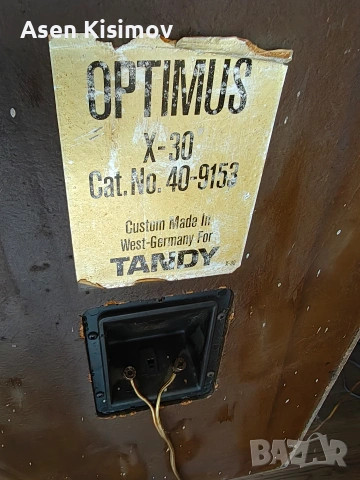 Asen Kisimov
OPTIMUS
X-30
Cat. No. 40-9153
Custom Made In
West-Germany For
TANDY
BAZAR